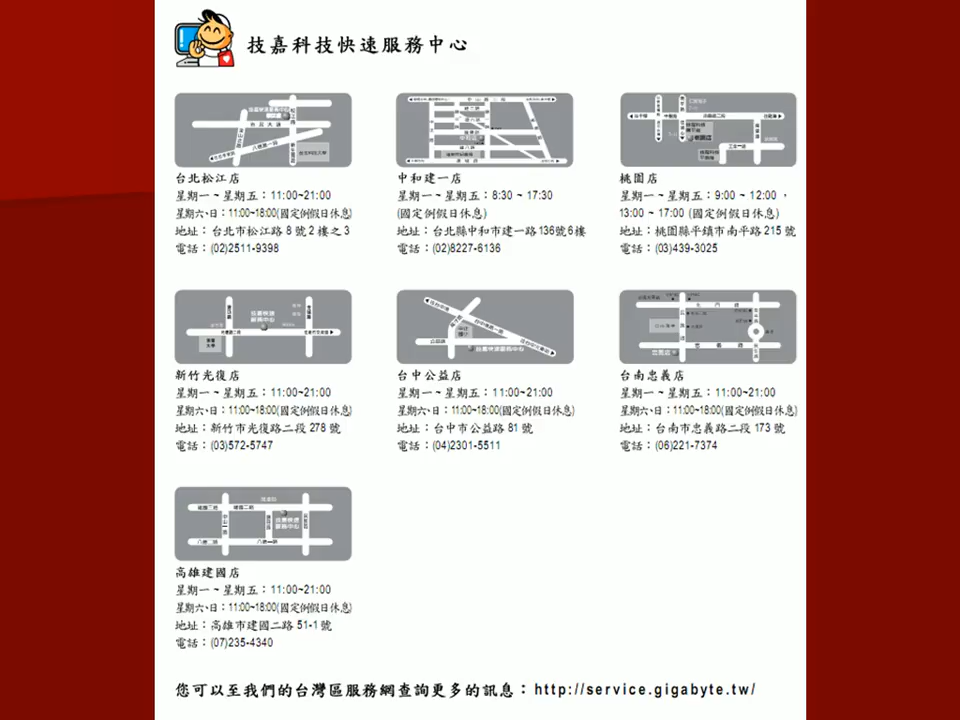 技嘉科技快速服務中心
台北松江店
星期一~星期五：11:00~21:00
星期六、日：11:00~18:00(國定例假日休息)
地址：台北市松江路 8 號 2 樓之 3
電話：(02)2511-9398
中和建一店
星期一~星期五：8:30 ~ 17:30
(國定例假日休息)
地址：台北縣中和市建一路136號6樓
電話：(02)8227-6136
桃園店
星期一~星期五：9:00 ~ 12:00，
13:00 ~ 17:00 (國定例假日休息)
地址：桃園縣平鎮市南平路 215 號
電話：(03)439-3025
新竹光復店
星期一~星期五：11:00~21:00
星期六、日：11:00~18:00(國定例假日休息)
地址：新竹市光復路二段 278 號
電話：(03)572-5747
台中公益店
星期一~星期五：11:00~21:00
星期六、日：11:00~18:00(國定例假日休息)
地址：台中市公益路 81 號
電話：(04)2301-5511
台南忠義店
星期一~星期五：11:00~21:00
星期六、日：11:00~18:00(國定例假日休息)
地址：台南市忠義路二段 173 號
電話：(06)221-7374
高雄建國店
星期一~星期五：11:00~21:00
星期六、日：11:00~18:00(國定例假日休息)
地址：高雄市建國二路 51-1 號
電話：(07)235-4340
您可以至我們的台灣區服務網查詢更多的訊息：http://service.gigabyte.tw/